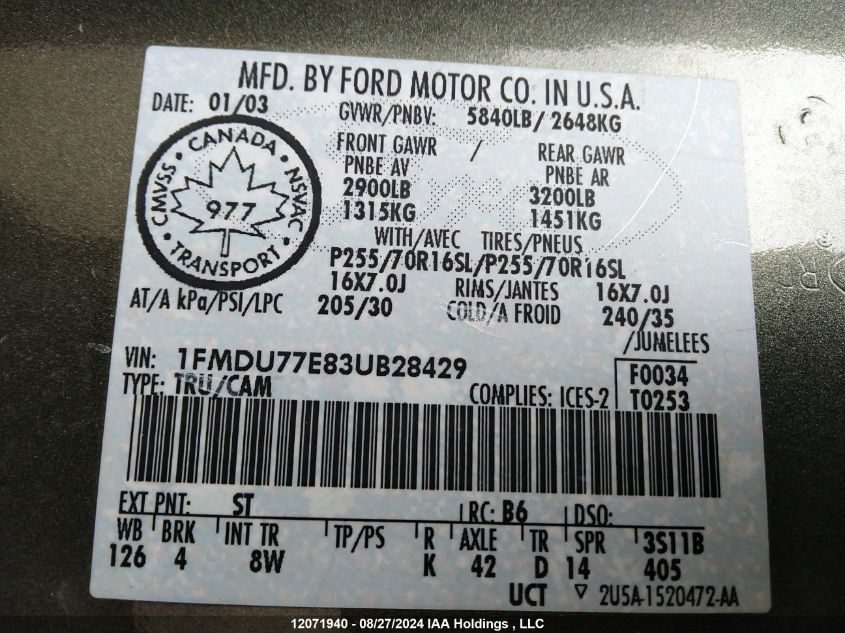 MFD. BY FORD MOTOR CO. IN U.S.A.
DATE: 01/03
GVWR/PNBV: 5840LB/ 2648KG
FRONT GAWR / REAR GAWR
PNBE AV PNBE AR
2900LB 3200LB
1315KG 1451KG
WITH/AVEC TIRES/PNEUS
P255/70R16SL/P255/70R16SL
16X7.0J RIMS/JANTES 16X7.0J
AT/A kPa/PSI/LPC 205/30 COLD/A FROID 240/35
/JUMELEES
CMVSS • CANADA • NSVAC • TRANSPORT •
977
VIN: 1FMDU77E83UB28429
TYPE: TRU/CAM
COMPLIES: ICES-2
F0034
T0253
EXT PNT: ST RC: B6 DSO:
WB BRK INT TR TP/PS R AXLE TR SPR 3S11B
126 4 8W K 42 D 14 405
UCT ▽ 2U5A-1520472-AA
12071940 - 08/27/2024 IAA Holdings , LLC